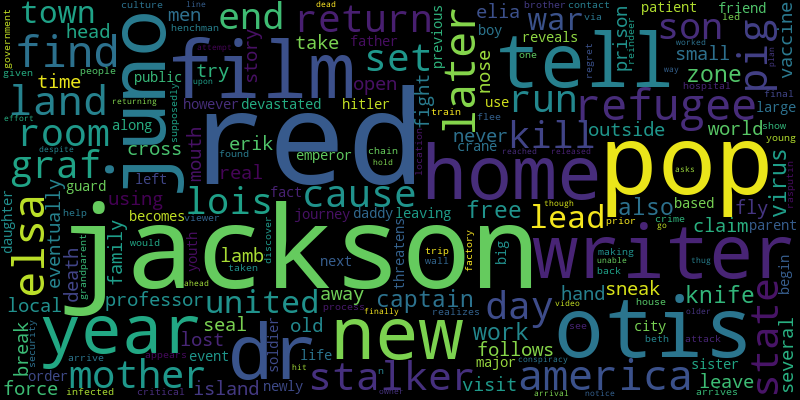 town head men end return elia war prison son patient friend vaccine
find take story set boy reveals pig
time public try however devastated open father previous nose small zone
land juno film red tell run refugee
room along cross erik hitler emperor fight later use never kill outside world virus
graf guard mouth real found chain hold train crane flee
elsa eventually using left lois fact cause home pop also based fly
daughter help death family becomes viewer journey daddy leaving free lead though claim parent
jackson writer
grandparent would youth lamb taken discover next threatens trip wall big factory making unable back begin
local professor united away captain day hand sneak knife state several
year seal old process finally realizes work video house city
break security mother arrive lost event dr soldier life new follows otis
force order infected appears critical island newly hit stalker major visit america sister leave arrives
government given effort despite culture people returning supposedly henchman attempt upon dead brother line contact via led worked one regret reindeer way hospital plan final large show young rasputin
location reached released asks prior crime go thug conspiracy see beth older attack arrival notice owner ahead n